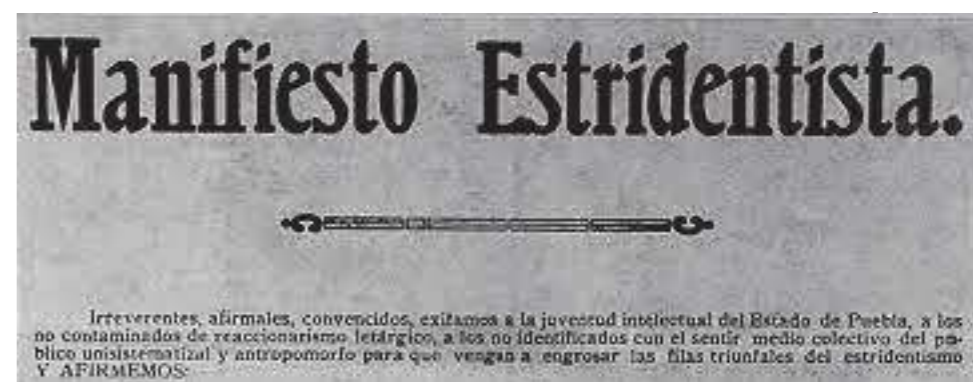 Manifiesto Estridentista.
Irreverentes, afirmales, convencidos, exitamos a la juventud intelectual del Estado de Puebla, a los
no contaminados de reaccionarismo letárgico, a los no identificados con el sentir medio colectivo del pú-
blico unisistematizal y antropomorfo para que vengan a engrosar las filas triunfales del estridentismo
Y AFIRMEMOS: